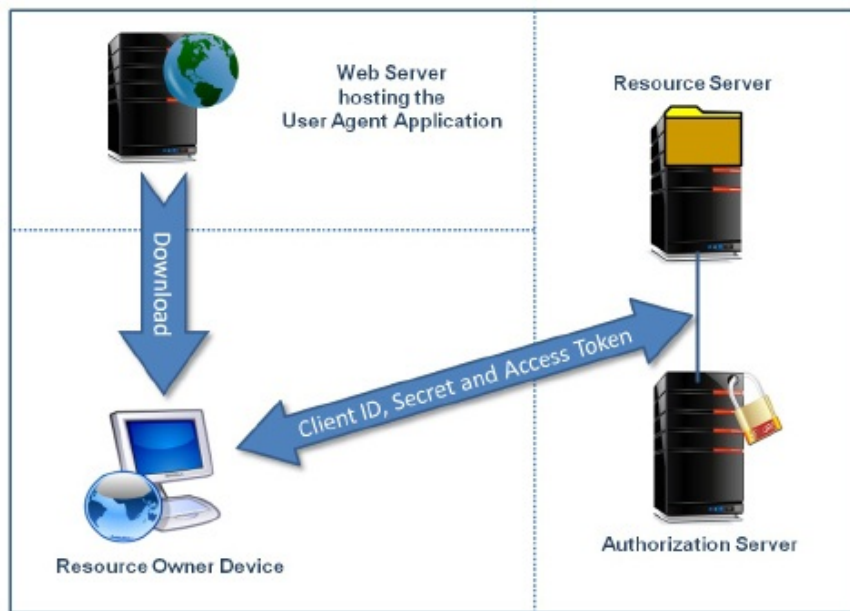 Web Server
hosting the
User Agent Application
Resource Server
Download
Client ID, Secret and Access Token
Resource Owner Device
Authorization Server